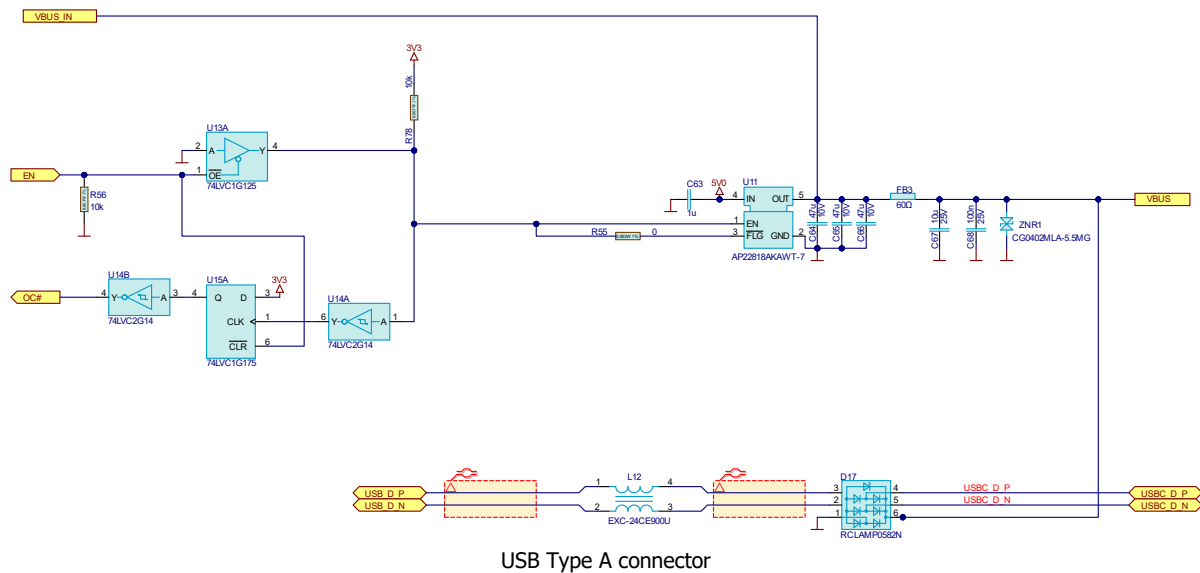 VBUS_IN
3V3
10k
R78
U13A
2 A Y 4
1 OE
74LVC1G125
EN
R56
10k
C63
1u
5V0
U11
4 IN OUT 5
1 EN
3 FLG GND 2
AP22818AKAWT-7
R55 0
C64 47u 10V
C65 47u 10V
C66 47u 10V
FB3
60Ω
C67 10u 25V
C68 100n 25V
ZNR1
CG0402MLA-5.5MG
VBUS
U14B
OC#
4 Y A 3
74LVC2G14
U15A
4 Q D 3
3V3
CLK 1
CLR 6
74LVC1G175
U14A
6 Y A 1
74LVC2G14
USB_D_P
USB_D_N
L12
1 4
2 3
EXC-24CE900U
D17
3 4
2 5
1 6
RCLAMP0582N
USBC_D_P
USBC_D_N
USBC_D_P
USBC_D_N
USB Type A connector